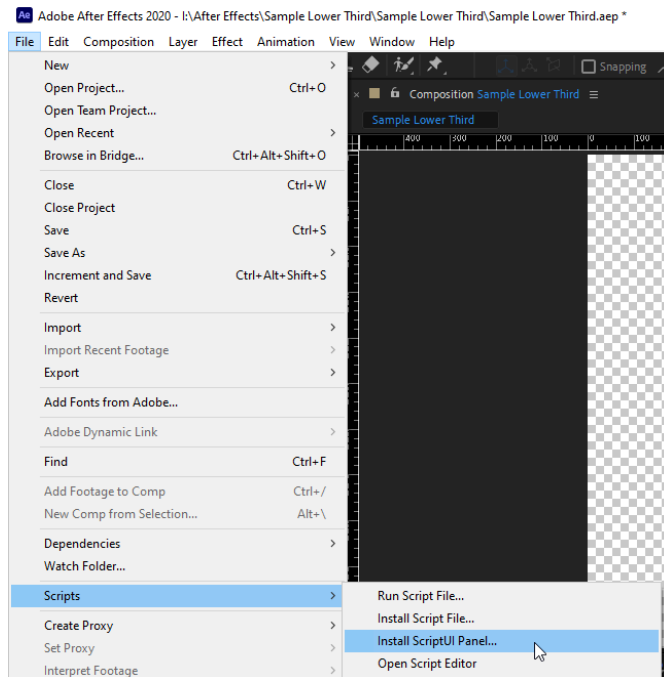 Ae Adobe After Effects 2020 - I:\After Effects\Sample Lower Third\Sample Lower Third\Sample Lower Third.aep *
File Edit Composition Layer Effect Animation View Window Help
New
Snapping
Open Project... Ctrl+O
Composition Sample Lower Third
Open Team Project...
Sample Lower Third
Open Recent
400 300 200 100 0 100
Browse in Bridge... Ctrl+Alt+Shift+O
Close Ctrl+W
Close Project
Save Ctrl+S
Save As
Increment and Save Ctrl+Alt+Shift+S
Revert
Import
Import Recent Footage
Export
Add Fonts from Adobe...
Adobe Dynamic Link
Find Ctrl+F
Add Footage to Comp Ctrl+/
New Comp from Selection... Alt+\
Dependencies
Watch Folder...
Scripts
Run Script File...
Install Script File...
Create Proxy
Install ScriptUI Panel...
Set Proxy
Open Script Editor
Interpret Footage